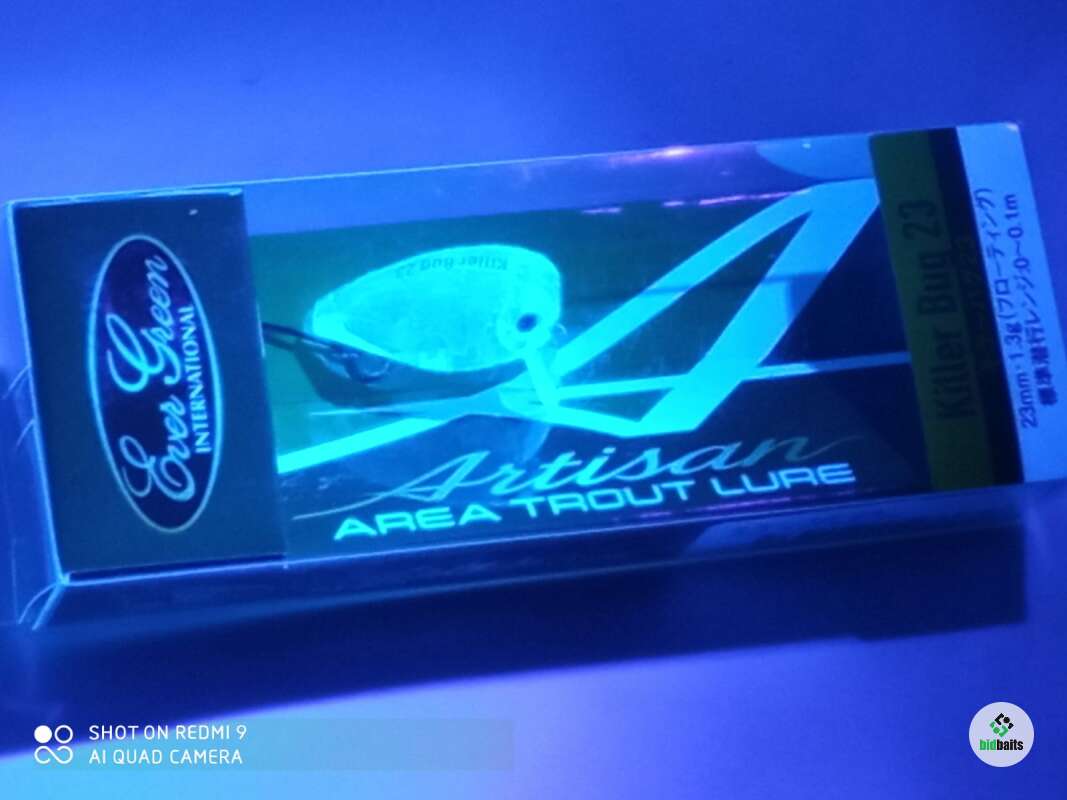 Ever Green
INTERNATIONAL
Killer Bug 23
Artisan
AREA TROUT LURE
Killer Bug 23
23mm・1.3g(フローティング)
標準潜行レンジ:0〜0.1m
SHOT ON REDMI 9
AI QUAD CAMERA
bidbaits